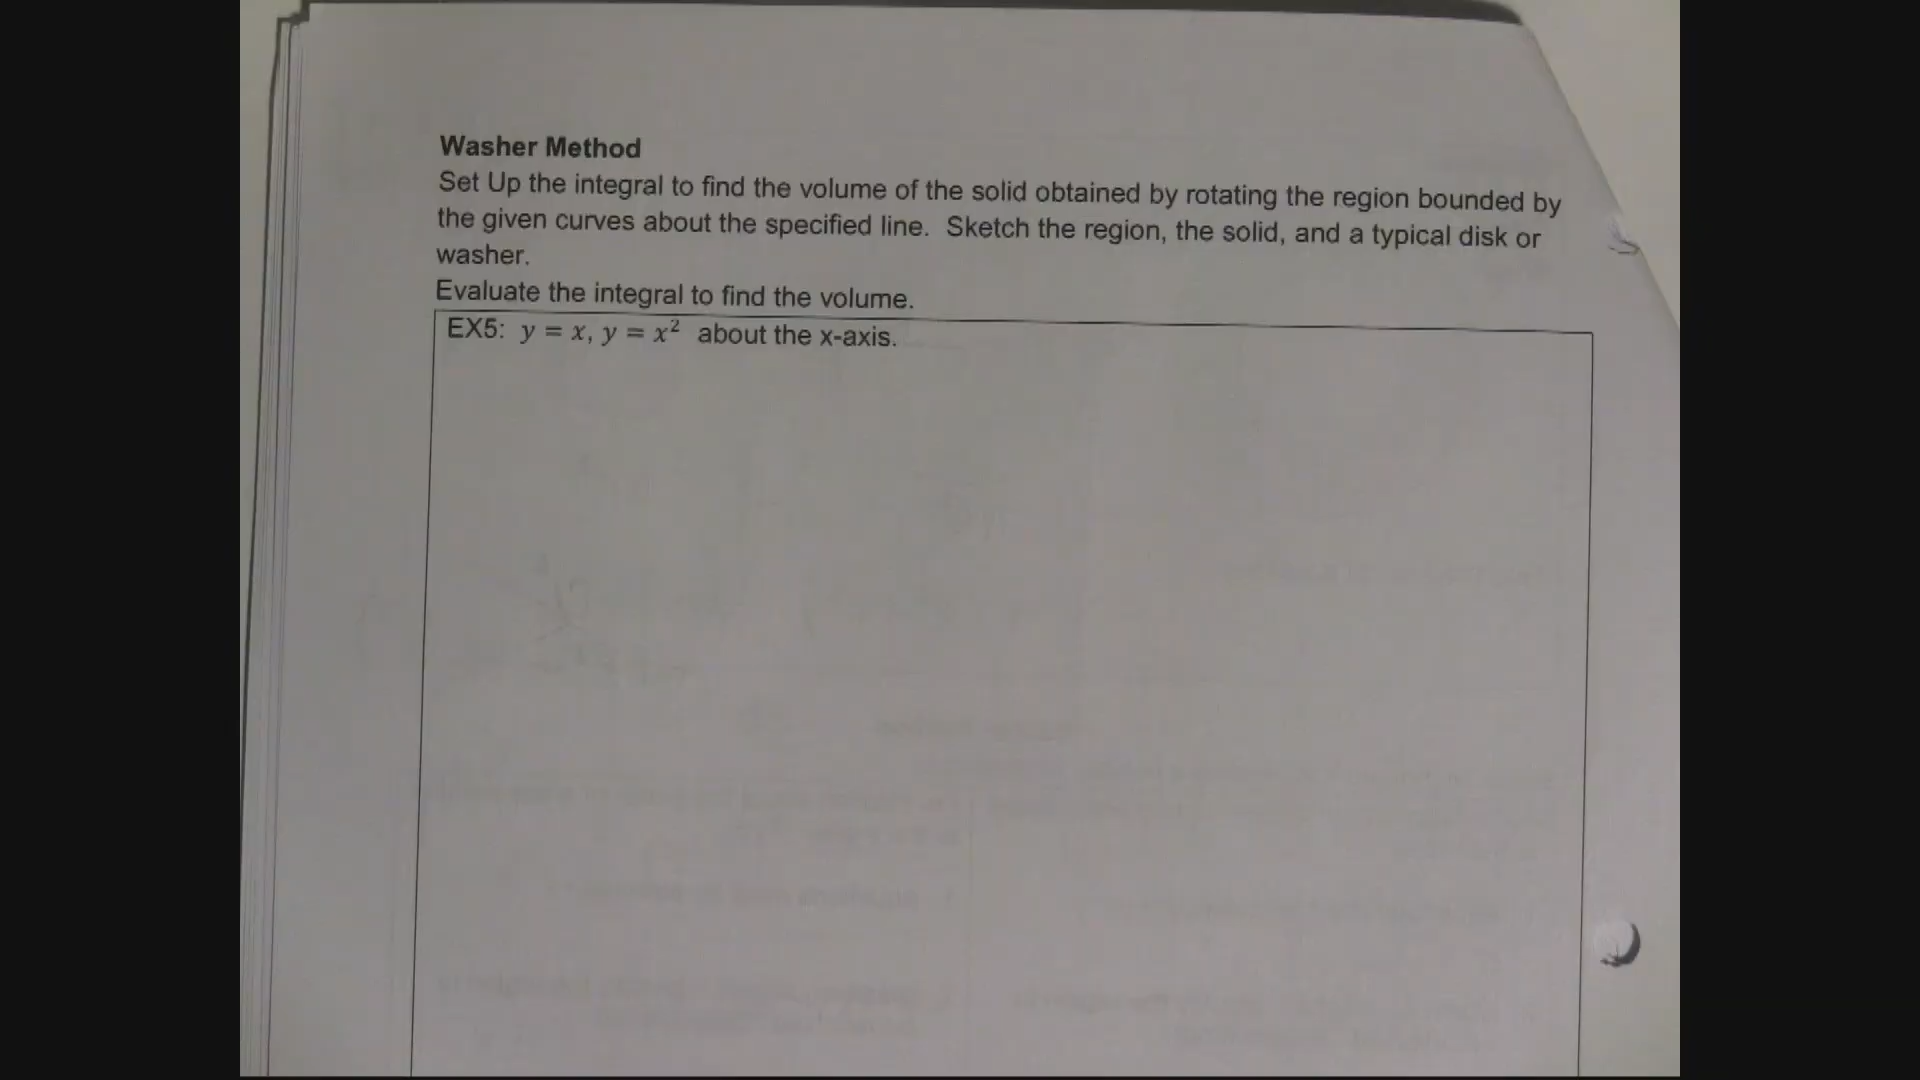 Washer Method
Set Up the integral to find the volume of the solid obtained by rotating the region bounded by
the given curves about the specified line.  Sketch the region, the solid, and a typical disk or
washer.
Evaluate the integral to find the volume.
EX5:  y = x, y = x²  about the x-axis.